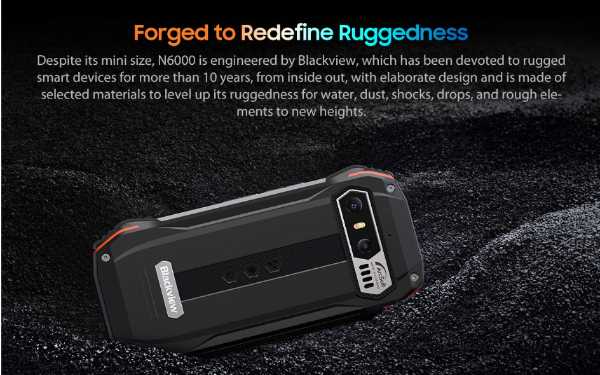 Forged to Redefine Ruggedness
Despite its mini size, N6000 is engineered by Blackview, which has been devoted to rugged
smart devices for more than 10 years, from inside out, with elaborate design and is made of
selected materials to level up its ruggedness for water, dust, shocks, drops, and rough ele-
ments to new heights.
Blackview
ArcSoft